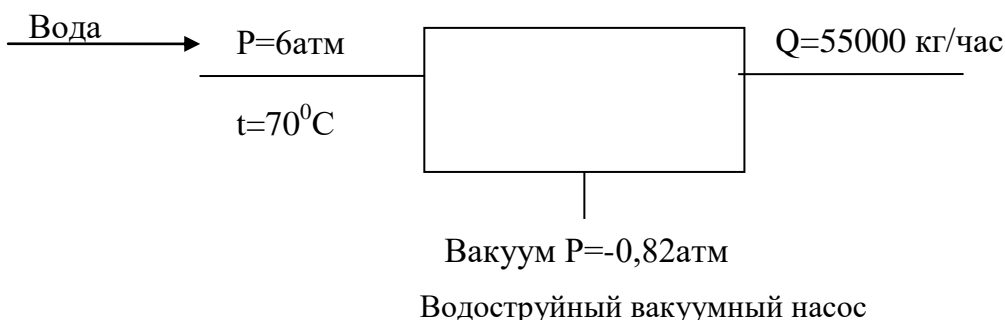 Вода
P=6атм
Q=55000 кг/час
t=70⁰C
Вакуум P=-0,82атм
Водоструйный вакуумный насос